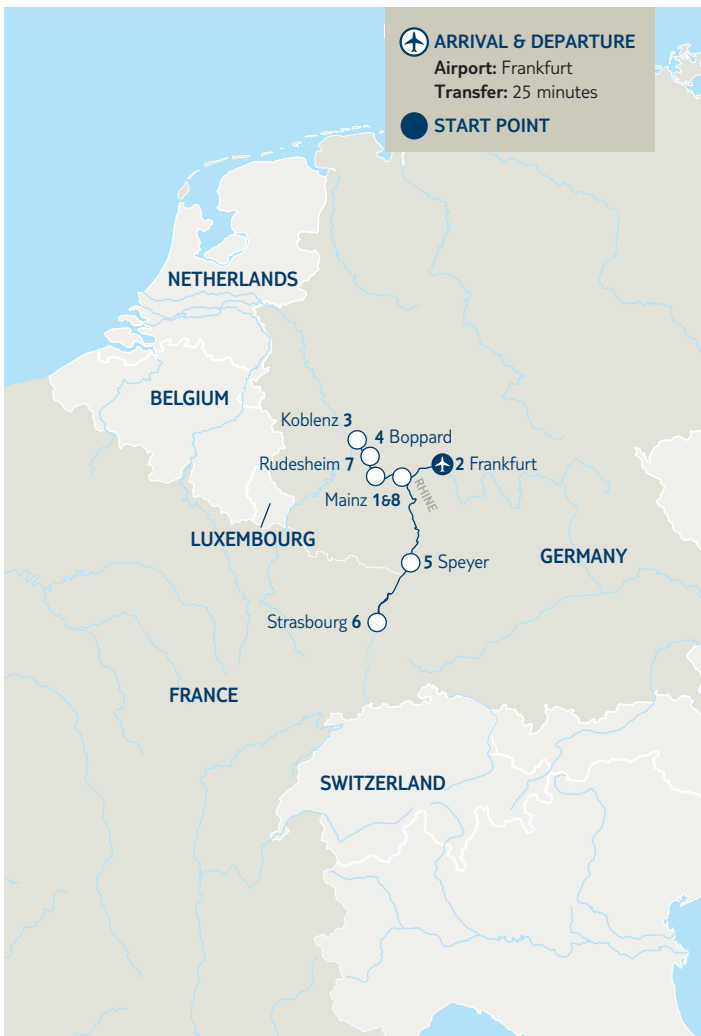 ARRIVAL & DEPARTURE
Airport: Frankfurt
Transfer: 25 minutes
START POINT
NETHERLANDS
BELGIUM
Koblenz 3
4 Boppard
Rudesheim 7
2 Frankfurt
Mainz 1&8
RHINE
LUXEMBOURG
GERMANY
5 Speyer
Strasbourg 6
FRANCE
SWITZERLAND